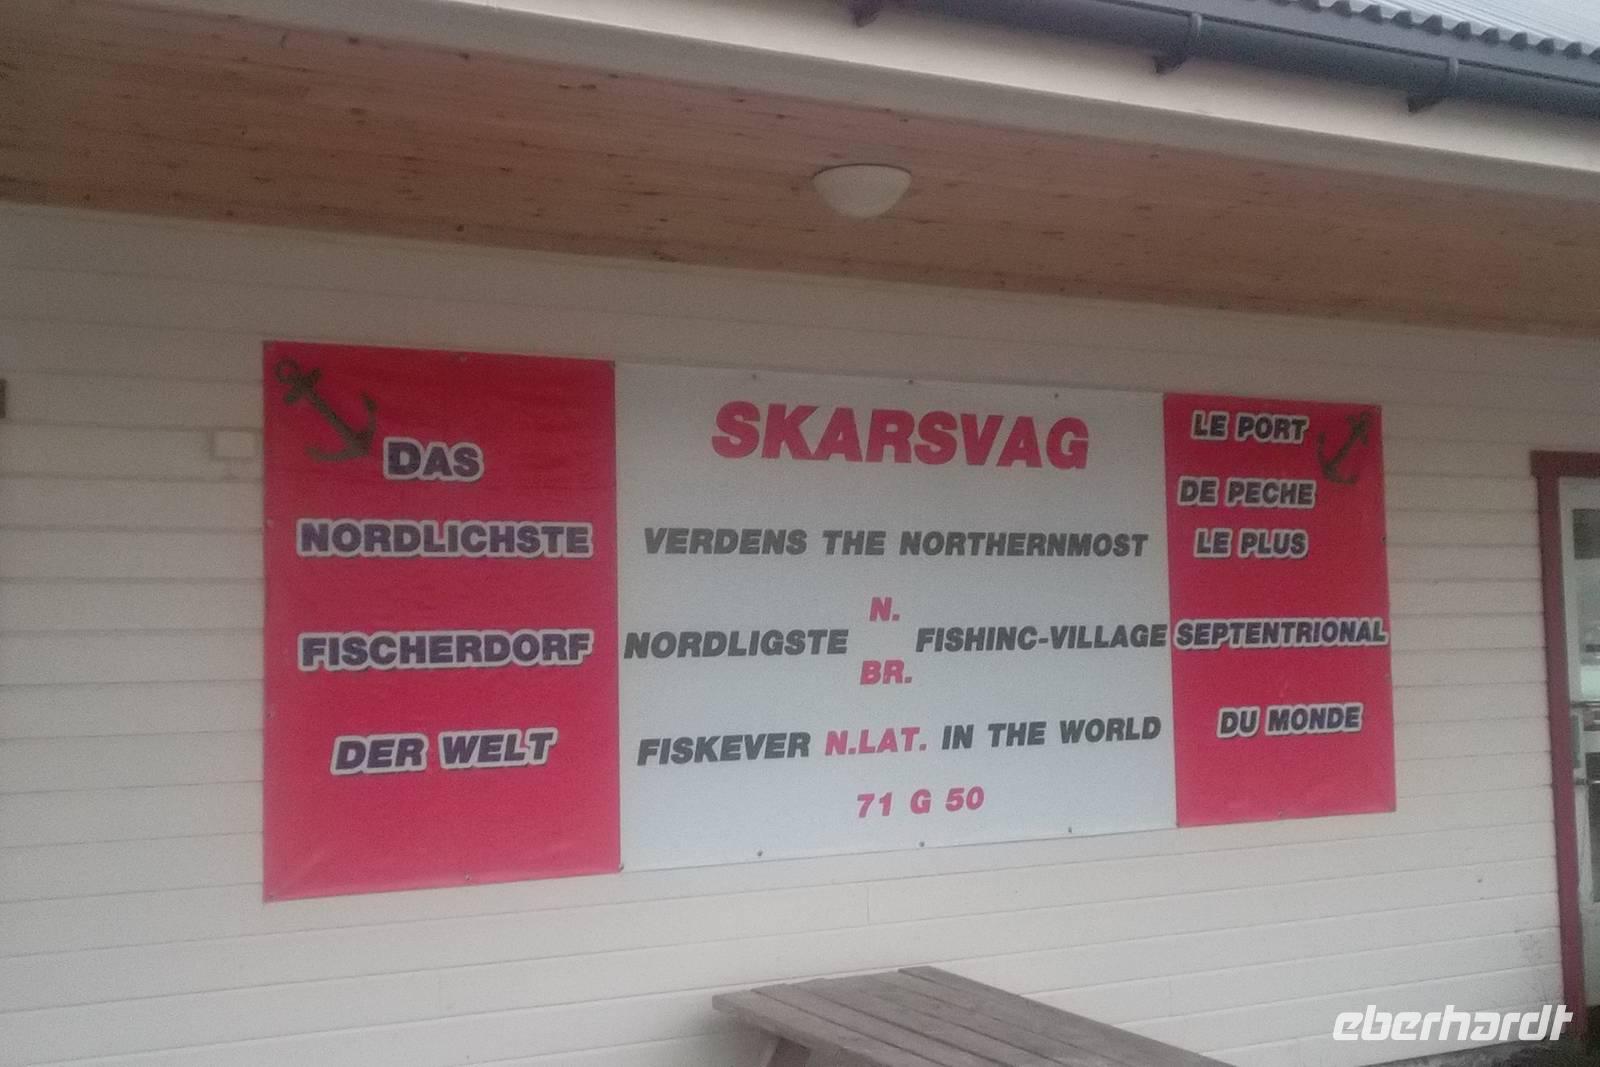 DAS
NORDLICHSTE
FISCHERDORF
DER WELT
SKARSVAG
VERDENS THE NORTHERNMOST
N.
NORDLIGSTE FISHINC-VILLAGE
BR.
FISKEVER N.LAT. IN THE WORLD
71 G 50
LE PORT
DE PECHE
LE PLUS
SEPTENTRIONAL
DU MONDE
eberhardt